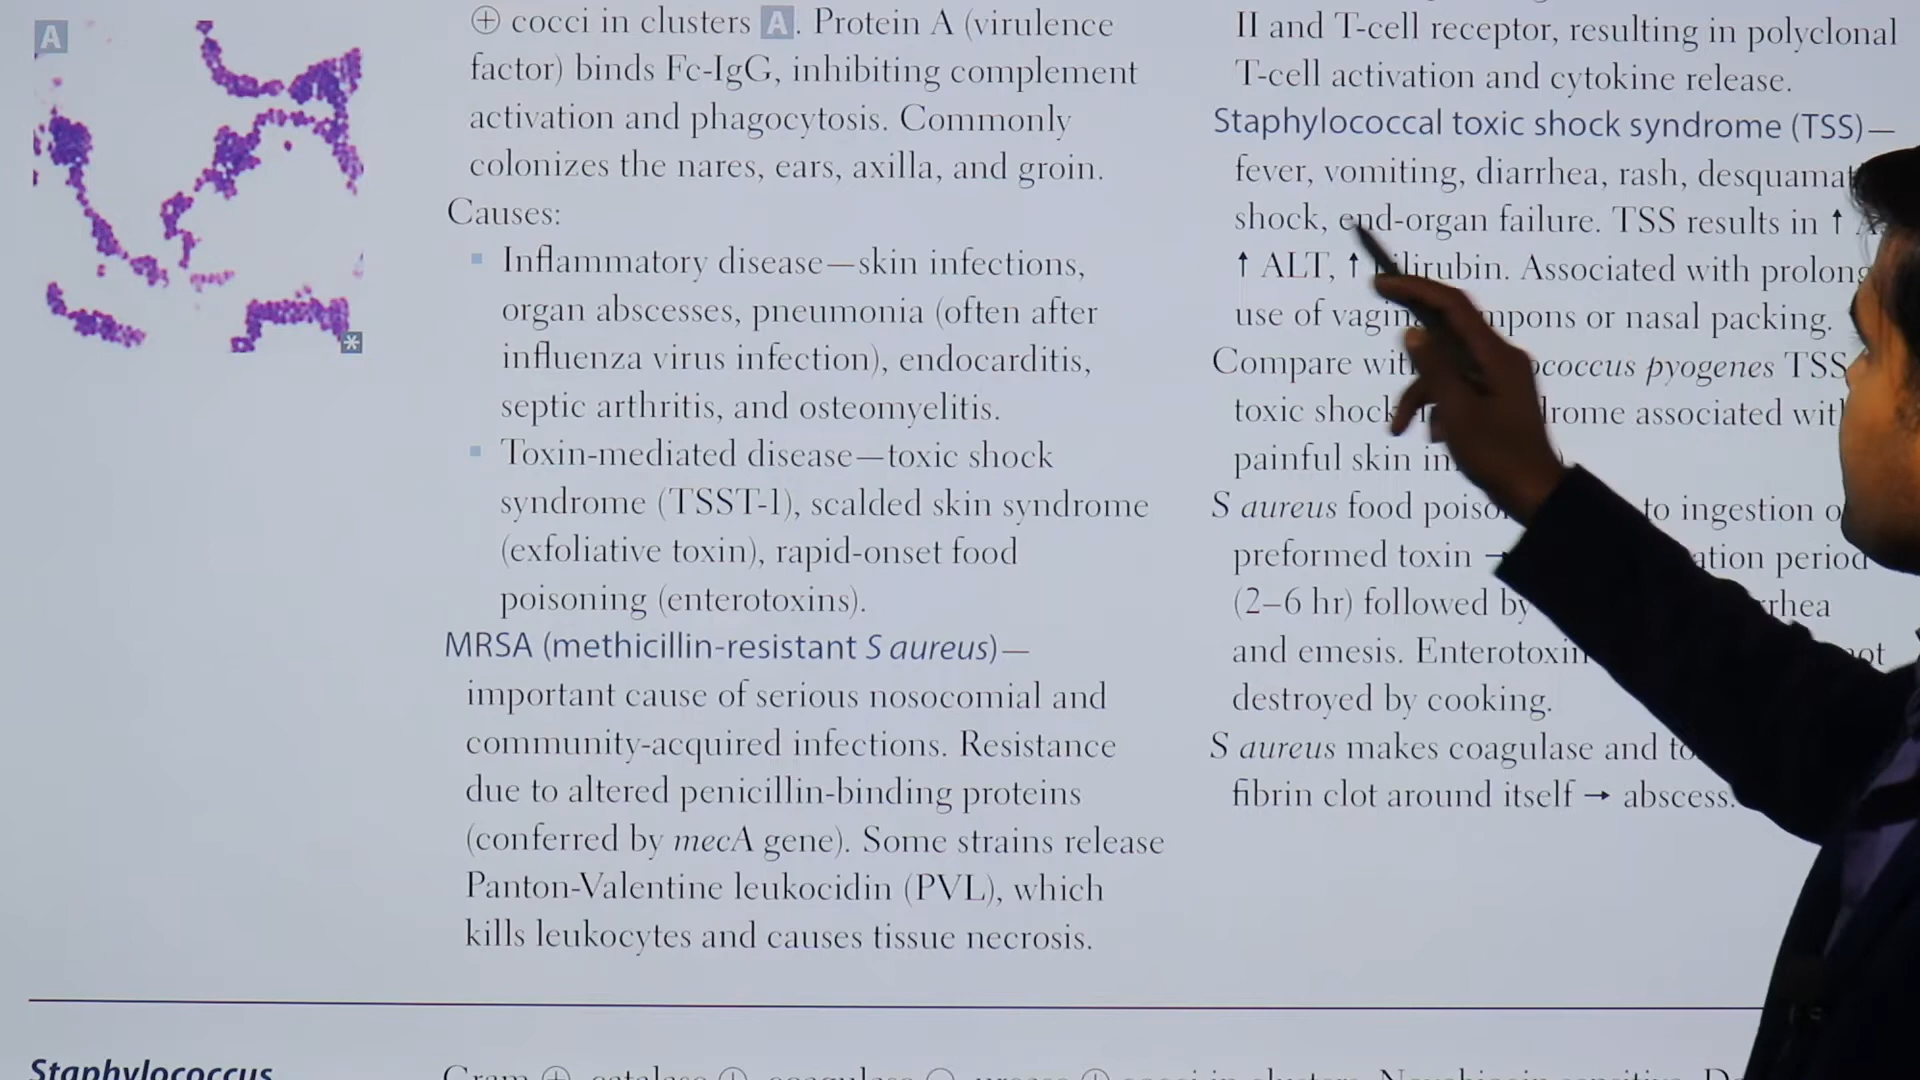 A
⊕ cocci in clusters A. Protein A (virulence
factor) binds Fc-IgG, inhibiting complement
activation and phagocytosis. Commonly
colonizes the nares, ears, axilla, and groin.
Causes:
▪ Inflammatory disease—skin infections,
organ abscesses, pneumonia (often after
influenza virus infection), endocarditis,
septic arthritis, and osteomyelitis.
▪ Toxin-mediated disease—toxic shock
syndrome (TSST-1), scalded skin syndrome
(exfoliative toxin), rapid-onset food
poisoning (enterotoxins).
MRSA (methicillin-resistant S aureus)—
important cause of serious nosocomial and
community-acquired infections. Resistance
due to altered penicillin-binding proteins
(conferred by mecA gene). Some strains release
Panton-Valentine leukocidin (PVL), which
kills leukocytes and causes tissue necrosis.
II and T-cell receptor, resulting in polyclonal
T-cell activation and cytokine release.
Staphylococcal toxic shock syndrome (TSS)—
fever, vomiting, diarrhea, rash,
shock, end-organ failure. TSS results in ↑
↑ ALT, ↑ Associated with
use of or nasal packing.
Compare pyogenes TSS
toxic associated
painful skin
S aureus food to ingestion
preformed toxin period
(2–6 hr) followed by
and emesis.
destroyed by cooking.
S aureus makes coagulase and
fibrin clot around itself → abscess.
Staphylococcus